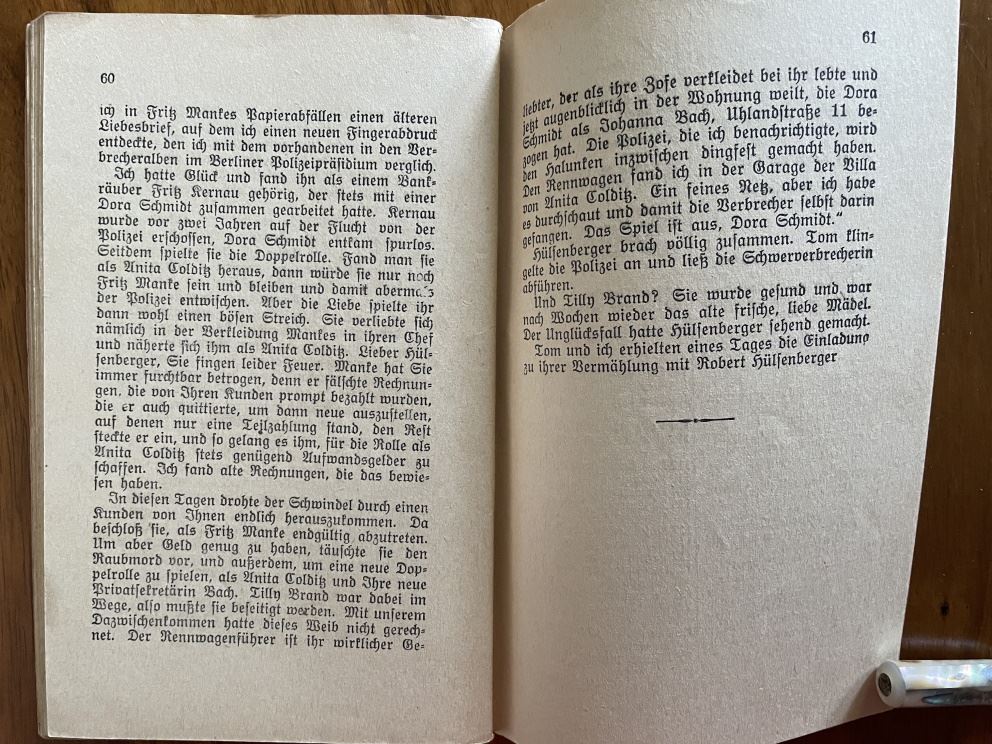 60
ich in Fritz Mankes Papierabfällen einen älteren
Liebesbrief, auf dem ich einen neuen Fingerabdruck
entdeckte, den ich mit dem vorhandenen in den Ver-
brecheralben im Berliner Polizeipräsidium verglich.
Ich hatte Glück und fand ihn als einem Bank-
räuber Fritz Kernau gehörig, der stets mit einer
Dora Schmidt zusammen gearbeitet hatte. Kernau
wurde vor zwei Jahren auf der Flucht von der
Polizei erschossen, Dora Schmidt entkam spurlos.
Seitdem spielte sie die Doppelrolle. Fand man sie
als Anita Colditz heraus, dann würde sie nur noch
Fritz Manke sein und bleiben und damit abermals
der Polizei entwischen. Aber die Liebe spielte ihr
dann wohl einen bösen Streich. Sie verliebte sich
nämlich in der Verkleidung Mankes in ihren Chef
und näherte sich ihm als Anita Colditz. Lieber Hül-
senberger, Sie fingen leider Feuer. Manke hat Sie
immer furchtbar betrogen, denn er fälschte Rechnun-
gen, die von Ihren Kunden prompt bezahlt wurden,
die er auch quittierte, um dann neue auszustellen,
auf denen nur eine Teilzahlung stand, den Rest
steckte er ein, und so gelang es ihm, für die Rolle als
Anita Colditz stets genügend Aufwandsgelder zu
schaffen. Ich fand alte Rechnungen, die das bewie-
sen haben.
In diesen Tagen drohte der Schwindel durch einen
Kunden von Ihnen endlich herauszukommen. Da
beschloß sie, als Fritz Manke endgültig abzutreten.
Um aber Geld genug zu haben, täuschte sie den
Raubmord vor, und außerdem, um eine neue Dop-
pelrolle zu spielen, als Anita Colditz und Ihre neue
Privatsekretärin Bach. Tilly Brand war dabei im
Wege, also mußte sie beseitigt werden. Mit unserem
Dazwischenkommen hatte dieses Weib nicht gerech-
net. Der Rennwagenführer ist ihr wirklicher Ge-
61
liebter, der als ihre Zofe verkleidet bei ihr lebte und
jetzt augenblicklich in der Wohnung weilt, die Dora
Schmidt als Johanna Bach, Uhlandstraße 11 be-
zogen hat. Die Polizei, die ich benachrichtigte, wird
den Halunken inzwischen dingfest gemacht haben.
Den Rennwagen fand ich in der Garage der Villa
von Anita Colditz. Ein feines Netz, aber ich habe
es durchschaut und damit die Verbrecher selbst darin
gefangen. Das Spiel ist aus, Dora Schmidt.“
Hülsenberger brach völlig zusammen. Tom klin-
gelte die Polizei an und ließ die Schwerverbrecherin
abführen.
Und Tilly Brand? Sie wurde gesund und war
nach Wochen wieder das alte frische, liebe Mädel.
Der Unglücksfall hatte Hülsenberger sehend gemacht.
Tom und ich erhielten eines Tages die Einladung
zu ihrer Vermählung mit Robert Hülsenberger